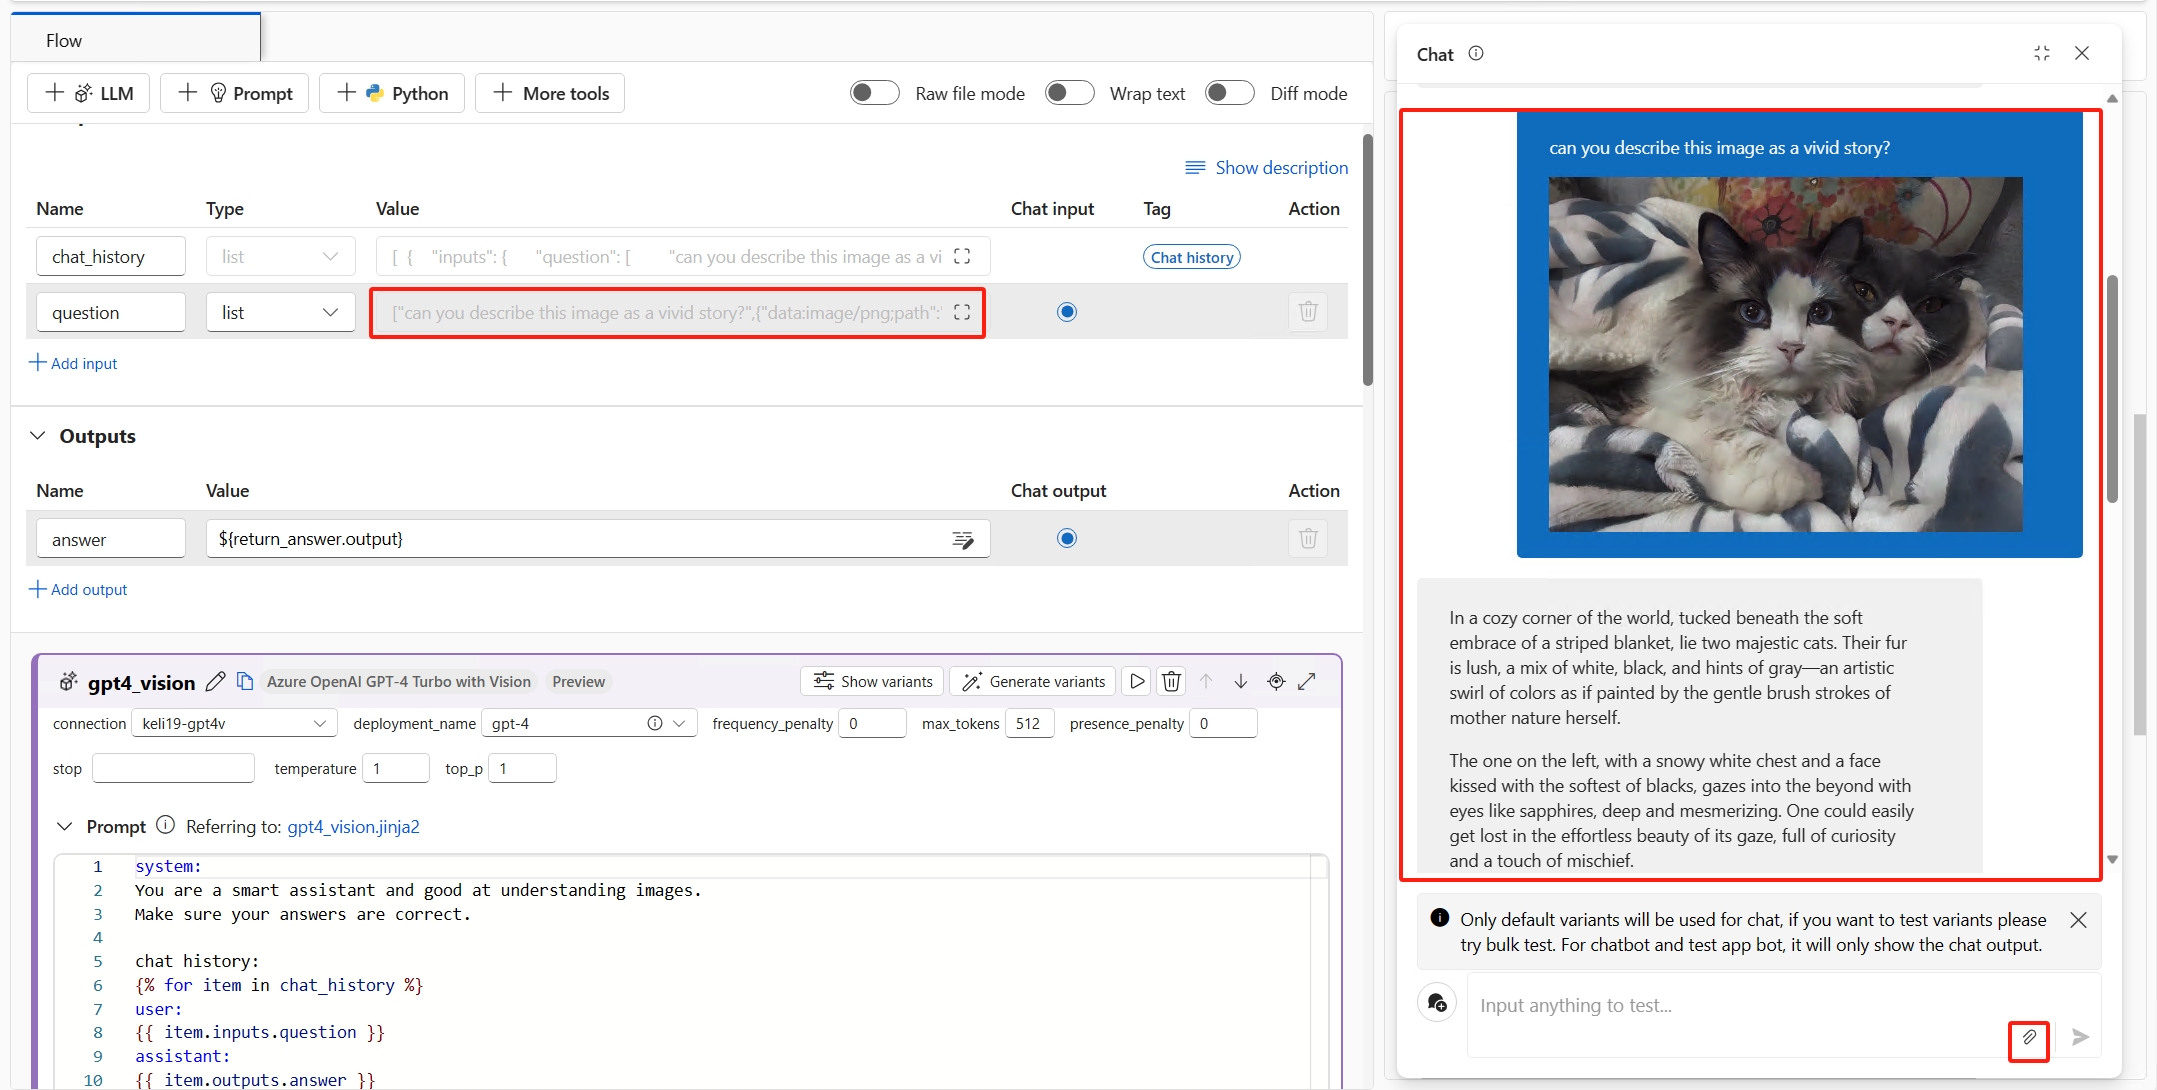 Flow
LLM
Prompt
Python
More tools
Raw file mode
Wrap text
Diff mode
Show description
Name Type Value Chat input Tag Action
chat_history list [ { "inputs": { "question": [ "can you describe this image as a vi Chat history
question list ["can you describe this image as a vivid story?",{"data:image/png;path":
Add input
Outputs
Name Value Chat output Action
answer ${return_answer.output}
Add output
gpt4_vision Azure OpenAI GPT-4 Turbo with Vision Preview Show variants Generate variants
connection keli19-gpt4v deployment_name gpt-4 frequency_penalty 0 max_tokens 512 presence_penalty 0
stop temperature 1 top_p 1
Prompt Referring to: gpt4_vision.jinja2
1 system:
2 You are a smart assistant and good at understanding images.
3 Make sure your answers are correct.
4
5 chat history:
6 {% for item in chat_history %}
7 user:
8 {{ item.inputs.question }}
9 assistant:
10 {{ item.outputs.answer }}
Chat
can you describe this image as a vivid story?
In a cozy corner of the world, tucked beneath the soft
embrace of a striped blanket, lie two majestic cats. Their fur
is lush, a mix of white, black, and hints of gray—an artistic
swirl of colors as if painted by the gentle brush strokes of
mother nature herself.
The one on the left, with a snowy white chest and a face
kissed with the softest of blacks, gazes into the beyond with
eyes like sapphires, deep and mesmerizing. One could easily
get lost in the effortless beauty of its gaze, full of curiosity
and a touch of mischief.
Only default variants will be used for chat, if you want to test variants please
try bulk test. For chatbot and test app bot, it will only show the chat output.
Input anything to test...